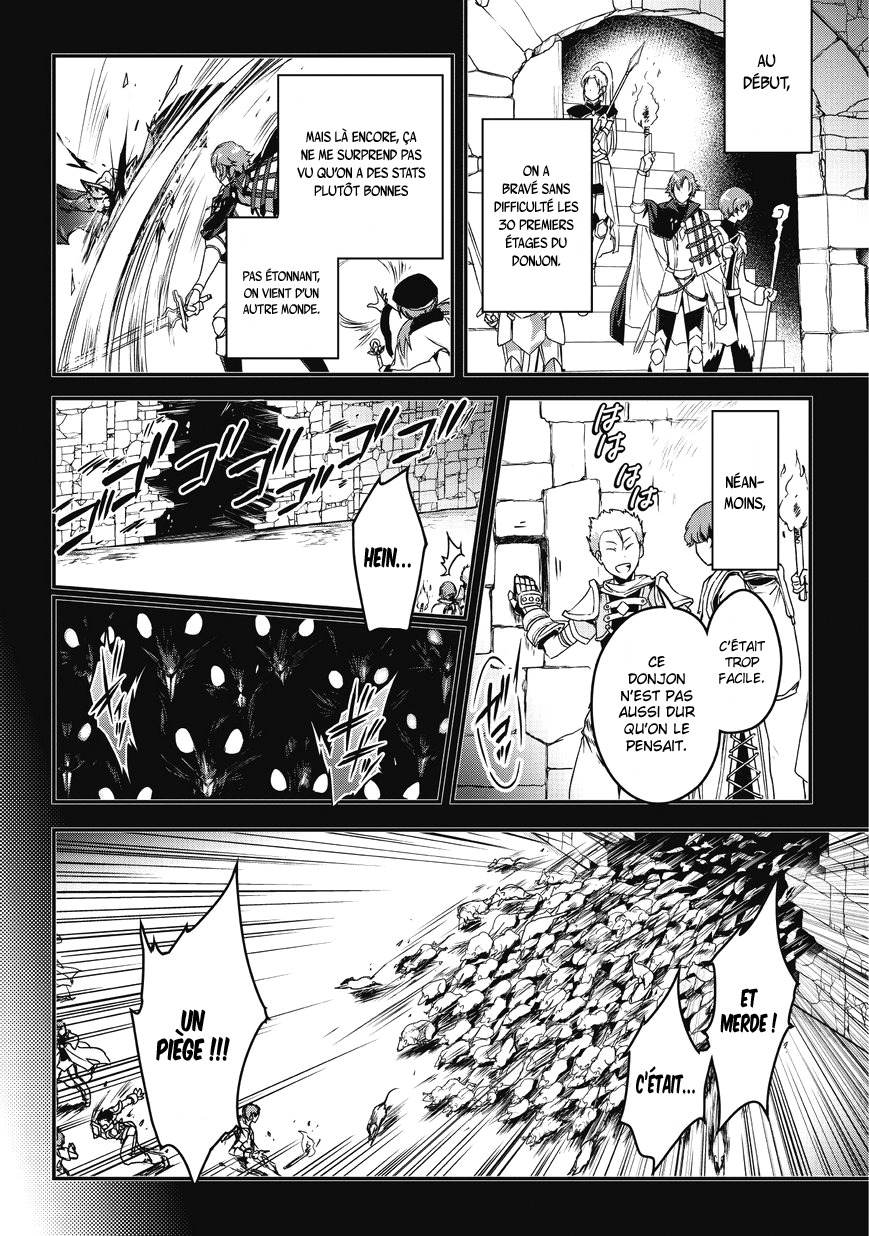 AU
DÉBUT,
ON A
BRAVÉ SANS
DIFFICULTÉ LES
30 PREMIERS
ÉTAGES DU
DONJON.
MAIS LÀ ENCORE, ÇA
NE ME SURPREND PAS
VU QU'ON A DES STATS
PLUTÔT BONNES
PAS ÉTONNANT,
ON VIENT D'UN
AUTRE MONDE.
NÉAN-
MOINS,
はは
はは
C'ÉTAIT
TROP
FACILE.
CE
DONJON
N'EST PAS
AUSSI DUR
QU'ON LE
PENSAIT.
ゴゴゴゴゴ
HEIN...
ET
MERDE !
C'ÉTAIT...
UN
PIÈGE !!!